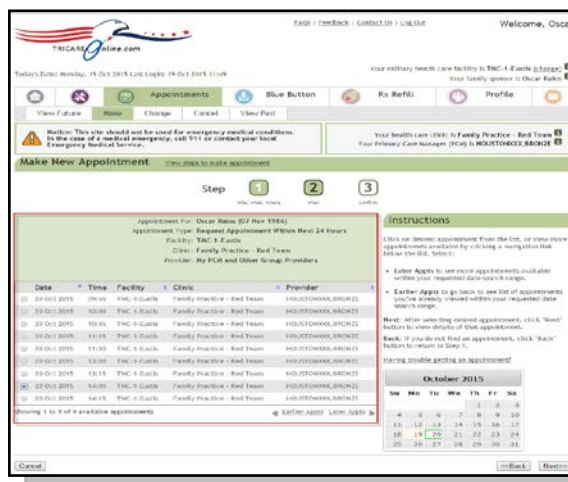 FAQs | Feedback | Contact Us | Log Out
Welcome, Osca
TRICARE Online.com
Your military health care facility is TMC-1-Eustis (change)
Today's Date: Monday, 19 Oct 2015 Last Login: 19 Oct 2015
Your family sponsor is Oscar Rains
Appointments
Blue Button
Rx Refill
Profile
View Future
Make
Change
Cancel
View Past
Notice: This site should not be used for emergency medical conditions.
In the case of a medical emergency, call 911 or contact your local
Emergency Medical Service.
Your health care clinic is Family Practice - Red Team
Your Primary Care Manager (PCM) is HOUSTONXXX,BRONZE
Make New Appointment
View steps to make appointment
Step 1 2 3
Confirm
Appointment For: Oscar Rains (07 Nov 1986)
Appointment Type: Request Appointment Within Next 24 Hours
Facility: TMC-1-Eustis
Clinic: Family Practice - Red Team
Provider: My PCM and Other Group Providers
Date Time Facility Clinic Provider
20 Oct 2015 TMC-1-Eustis Family Practice - Red Team HOUSTONXXX,BRONZE
20 Oct 2015 10:00 TMC-1-Eustis Family Practice - Red Team HOUSTONXXX,BRONZE
20 Oct 2015 TMC-1-Eustis Family Practice - Red Team HOUSTONXXX,BRONZE
20 Oct 2015 11:15 TMC-1-Eustis Family Practice - Red Team HOUSTONXXX,BRONZE
20 Oct 2015 TMC-1-Eustis Family Practice - Red Team HOUSTONXXX,BRONZE
20 Oct 2015 TMC-1-Eustis Family Practice - Red Team HOUSTONXXX,BRONZE
20 Oct 2015 13:15 TMC-1-Eustis Family Practice - Red Team HOUSTONXXX,BRONZE
20 Oct 2015 14:00 TMC-1-Eustis Family Practice - Red Team HOUSTONXXX,BRONZE
20 Oct 2015 14:15 TMC-1-Eustis Family Practice - Red Team HOUSTONXXX,BRONZE
Showing 1 to 9 of 9 available appointments
Earlier Appts Later Appts
Instructions
Click on desired appointment from the list, or view more
appointments available by clicking a navigation link
below the list. Select:
Later Appts to see more appointments available
within your requested date
search range.
Earlier Appts to go back to see list of appointments
you've already viewed within your requested date
search range.
Next: After selecting desired appointment, click "Next"
button to view details of that appointment.
Back: If you do not find an appointment, click "Back"
button to return to Step 1.
Having trouble getting an appointment?
October 2015
Su Mo Tu We Th Fr Sa
1 2 3
4 5 6 7 8 9 10
11 12 13 14 15 16 17
18 19 20 21 22 23 24
25 26 27 28 29 30 31
Cancel
<<Back
Next>>